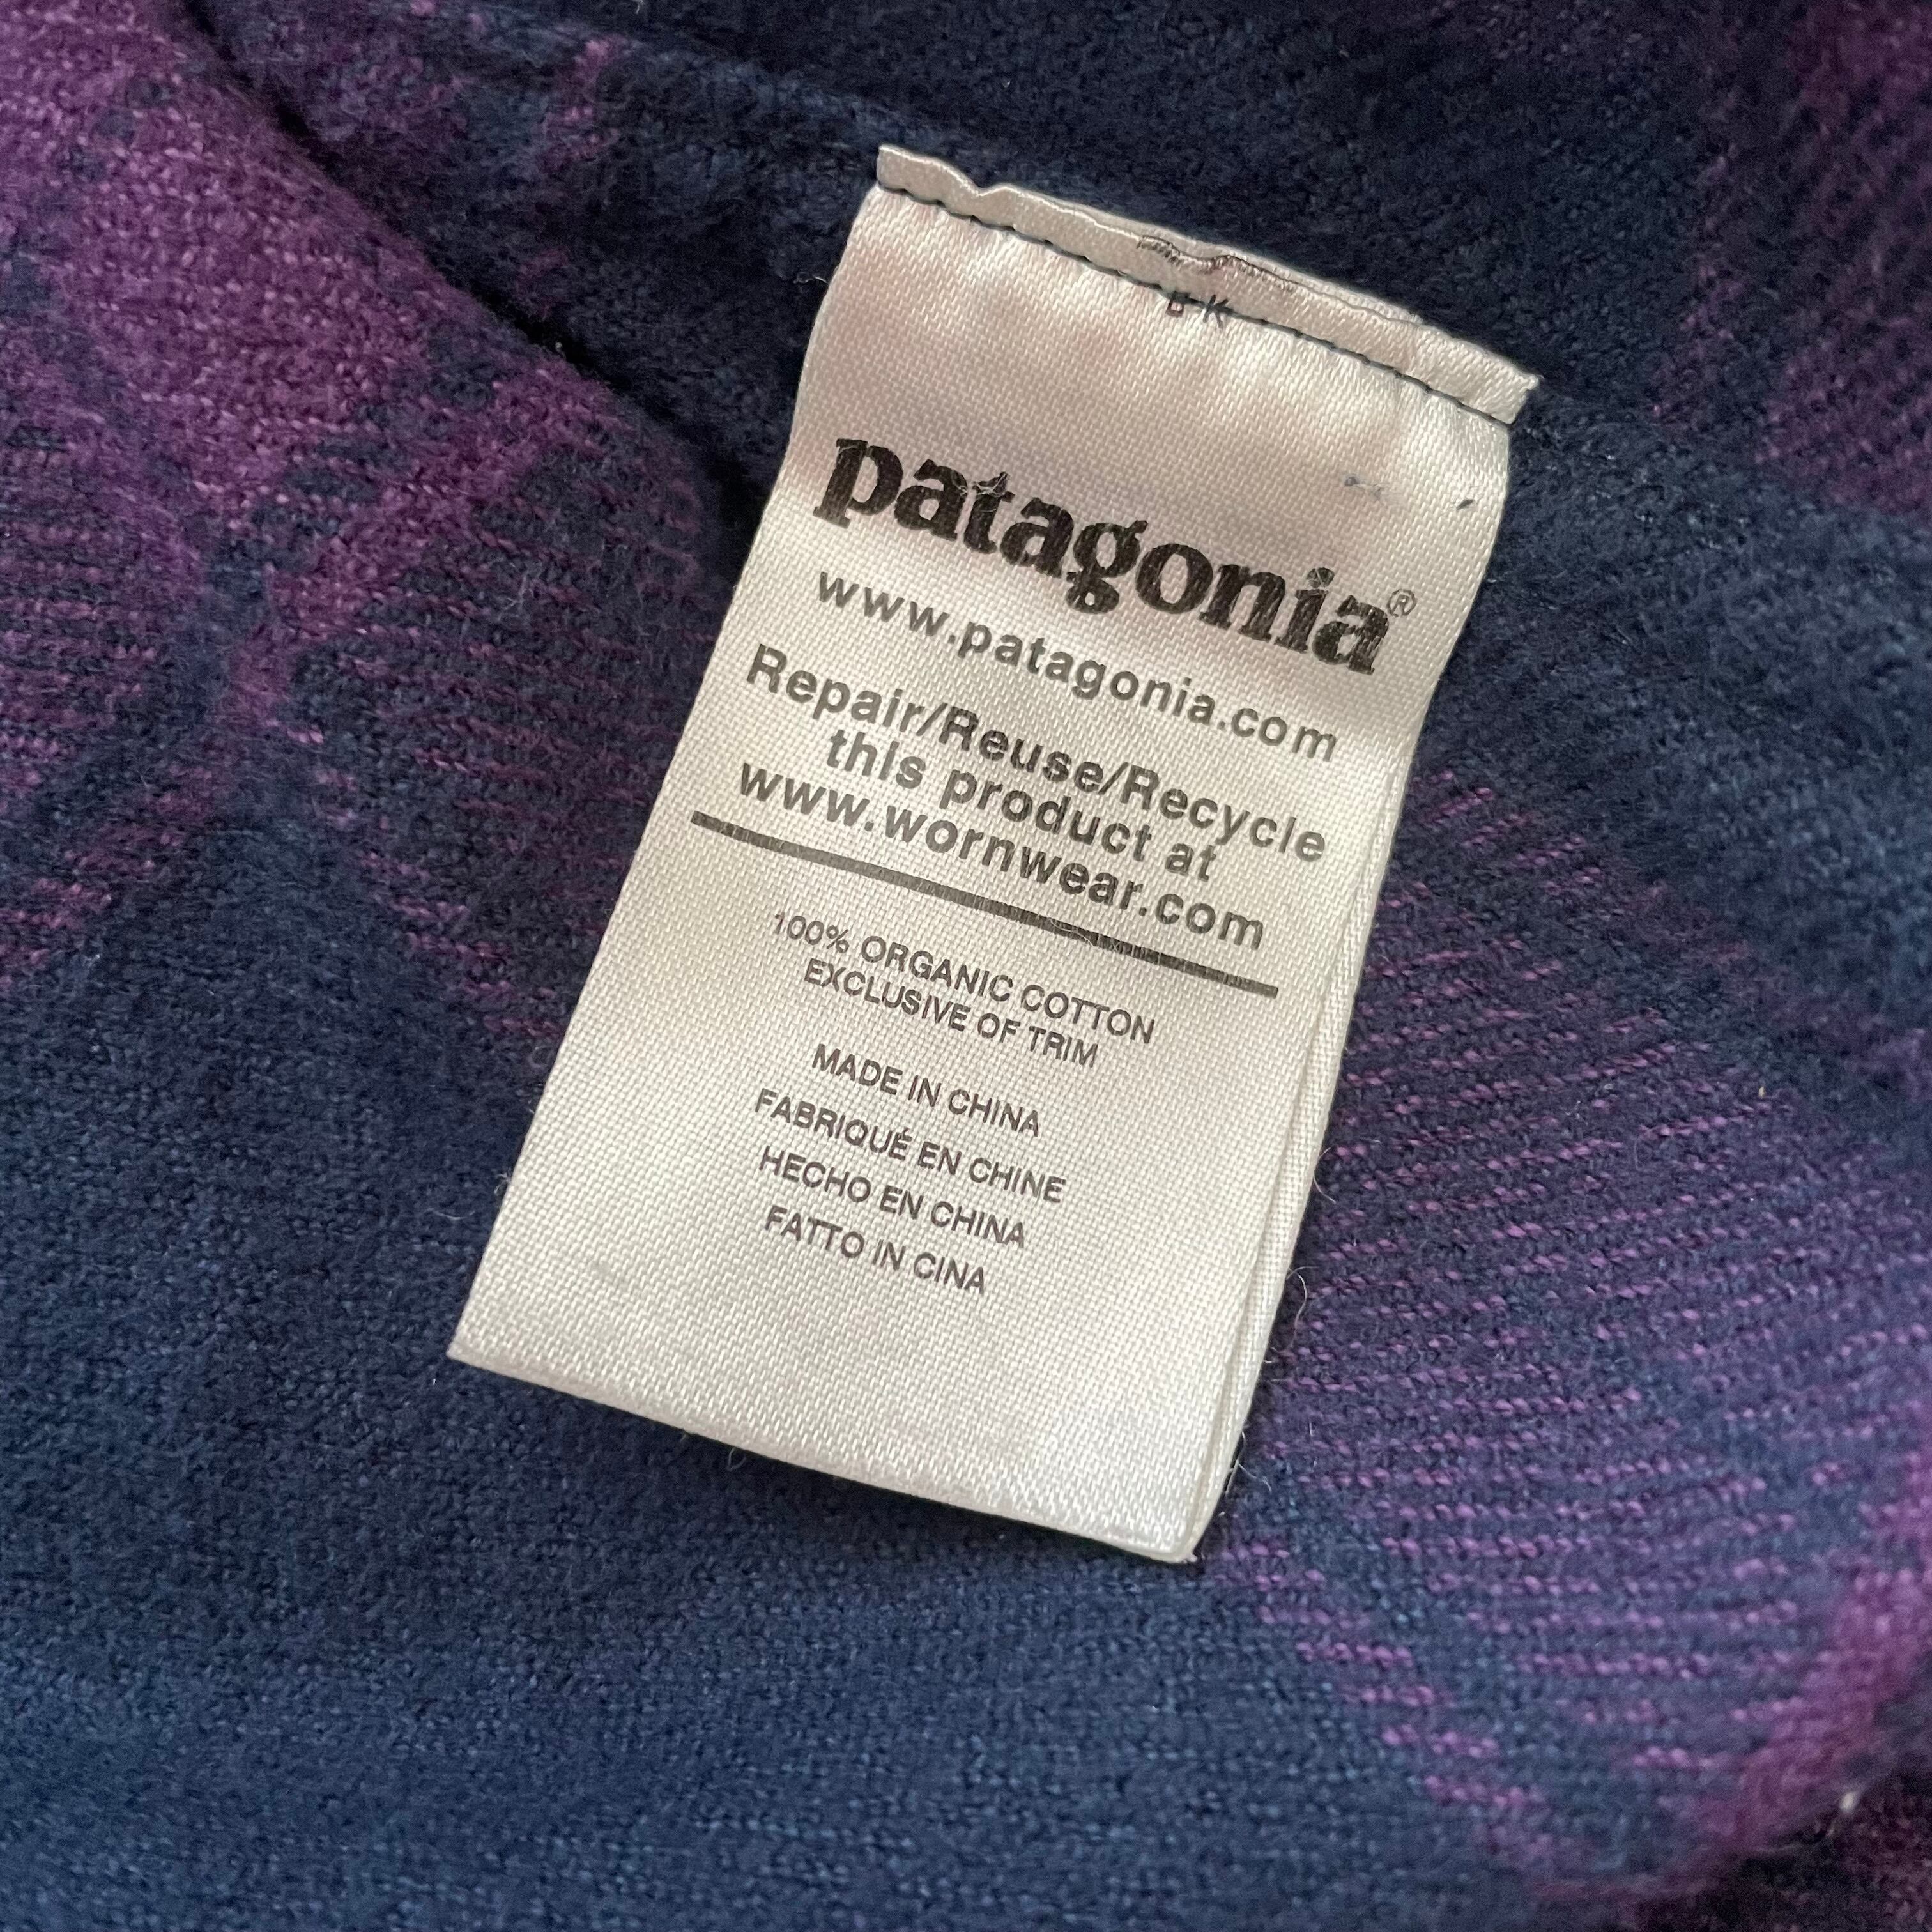 patagonia®
www.patagonia.com
Repair/Reuse/Recycle
this product at
www.wornwear.com
100% ORGANIC COTTON
EXCLUSIVE OF TRIM
MADE IN CHINA
FABRIQUÉ EN CHINE
HECHO EN CHINA
FATTO IN CINA